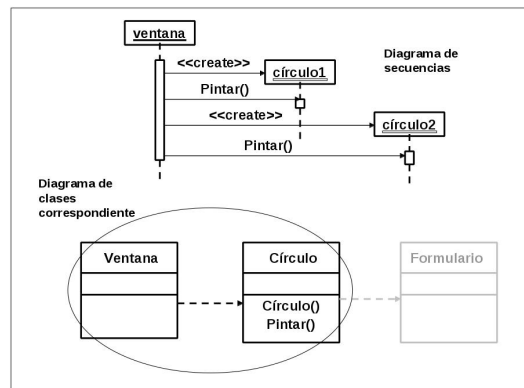 ventana
<<create>>
círculo1
Diagrama de
secuencias
Pintar()
<<create>>
círculo2
Pintar()
Diagrama de
clases
correspondiente
Ventana
Círculo
Formulario
Círculo()
Pintar()